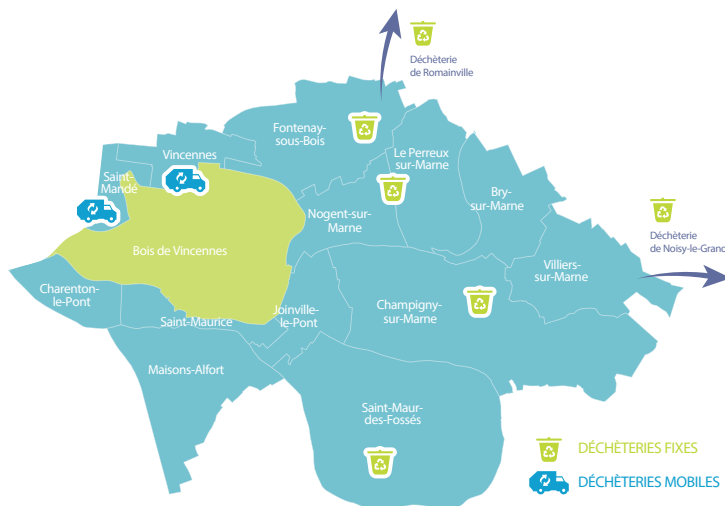 Déchèterie
de Romainville
Fontenay-
sous-Bois
Vincennes
Le Perreux
sur-Marne
Saint-
Mandé
Bry-
sur-Marne
Nogent-sur-
Marne
Déchèterie
de Noisy-le-Grand
Bois de Vincennes
Villiers-
sur-Marne
Charenton-
le-Pont
Saint-Maurice
Joinville-
le-Pont
Champigny-
sur-Marne
Maisons-Alfort
Saint-Maur-
des-Fossés
DÉCHÈTERIES FIXES
DÉCHÈTERIES MOBILES